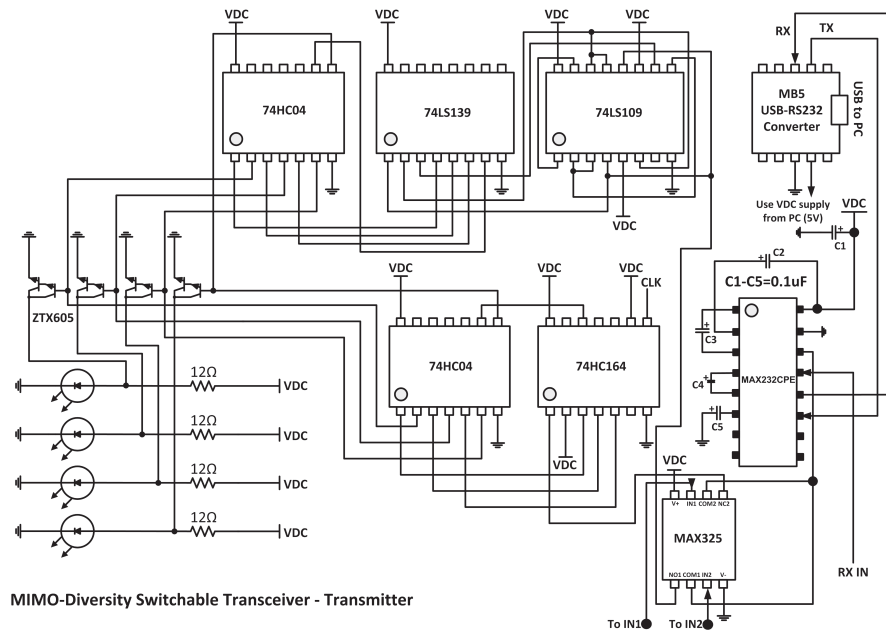 VDC
VDC
VDC
VDC
RX
TX
74HC04
74LS139
74LS109
MB5
USB-RS232
Converter
USB to PC
VDC
Use VDC supply
from PC (5V)
VDC
C1
C2
C1-C5=0.1uF
VDC
VDC
VDC
CLK
ZTX605
C3
74HC04
74HC164
MAX232CPE
12Ω
VDC
C4
C5
12Ω
VDC
VDC
VDC
12Ω
VDC
V+
IN1
COM2
NC2
MAX325
12Ω
VDC
NO1
COM1
IN2
V-
RX IN
MIMO-Diversity Switchable Transceiver - Transmitter
To IN1
To IN2